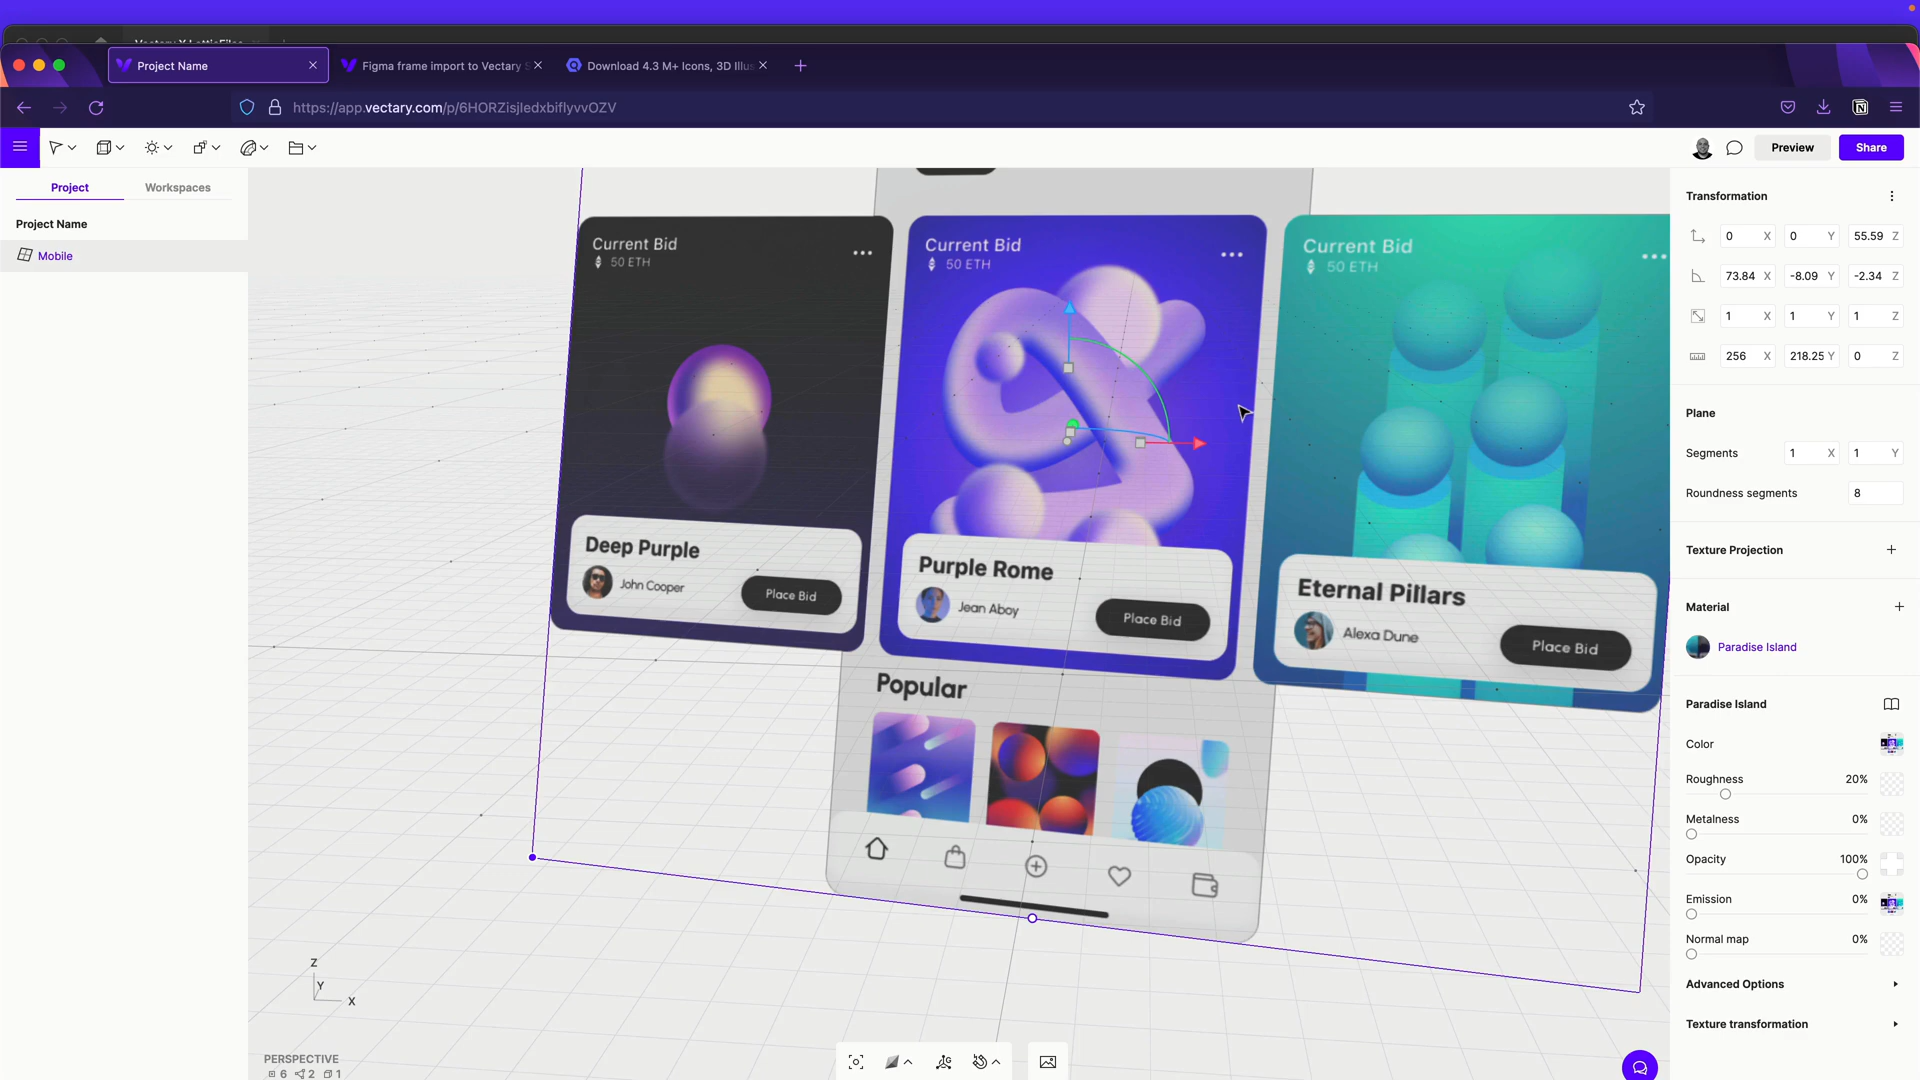 Project Name
Figma frame import to Vectary
Download 4.3 M+ Icons, 3D Illus
https://app.vectary.com/p/6HORZisjledxbiflyvvOZV
Preview
Share
Project
Workspaces
Project Name
Mobile
Current Bid
50 ETH
Deep Purple
John Cooper
Place Bid
Current Bid
50 ETH
Purple Rome
Jean Aboy
Place Bid
Current Bid
50 ETH
Eternal Pillars
Alexa Dune
Place Bid
Popular
Z
Y
X
PERSPECTIVE
6 2 1
Transformation
0 X 0 Y 55.59 Z
73.84 X -8.09 Y -2.34 Z
1 X 1 Y 1 Z
256 X 218.25 Y 0 Z
Plane
Segments 1 X 1 Y
Roundness segments 8
Texture Projection
Material
Paradise Island
Paradise Island
Color
Roughness 20%
Metalness 0%
Opacity 100%
Emission 0%
Normal map 0%
Advanced Options
Texture transformation